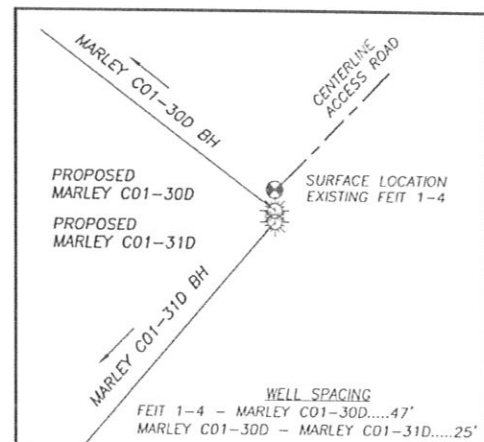 MARLEY C01-30D BH
CENTERLINE
ACCESS ROAD
PROPOSED
MARLEY C01-30D
SURFACE LOCATION
EXISTING FEIT 1-4
PROPOSED
MARLEY C01-31D
MARLEY C01-31D BH
WELL SPACING
FEIT 1-4 - MARLEY C01-30D.....47'
MARLEY C01-30D - MARLEY C01-31D.....25'